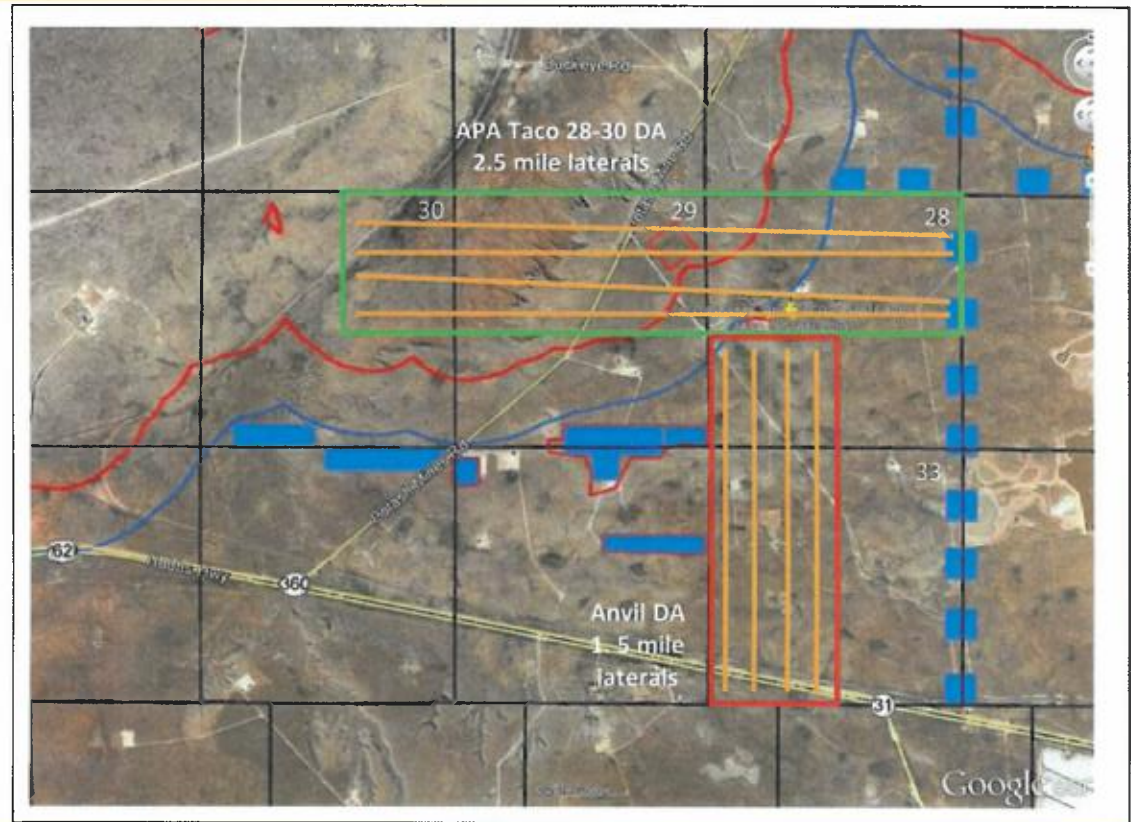 APA Taco 28-30 DA
2.5 mile laterals
30
29
28
33
62
360
Anvil DA
1. 5 mile
laterals
31
Google